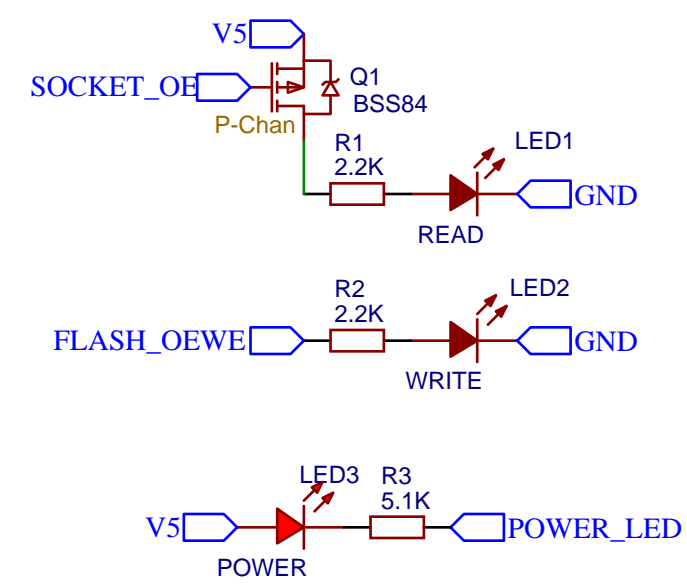 V5
SOCKET_OE
Q1
BSS84
P-Chan
R1
2.2K
LED1
GND
READ
R2
2.2K
LED2
FLASH_OEWE
GND
WRITE
LED3
R3
5.1K
V5
POWER_LED
POWER